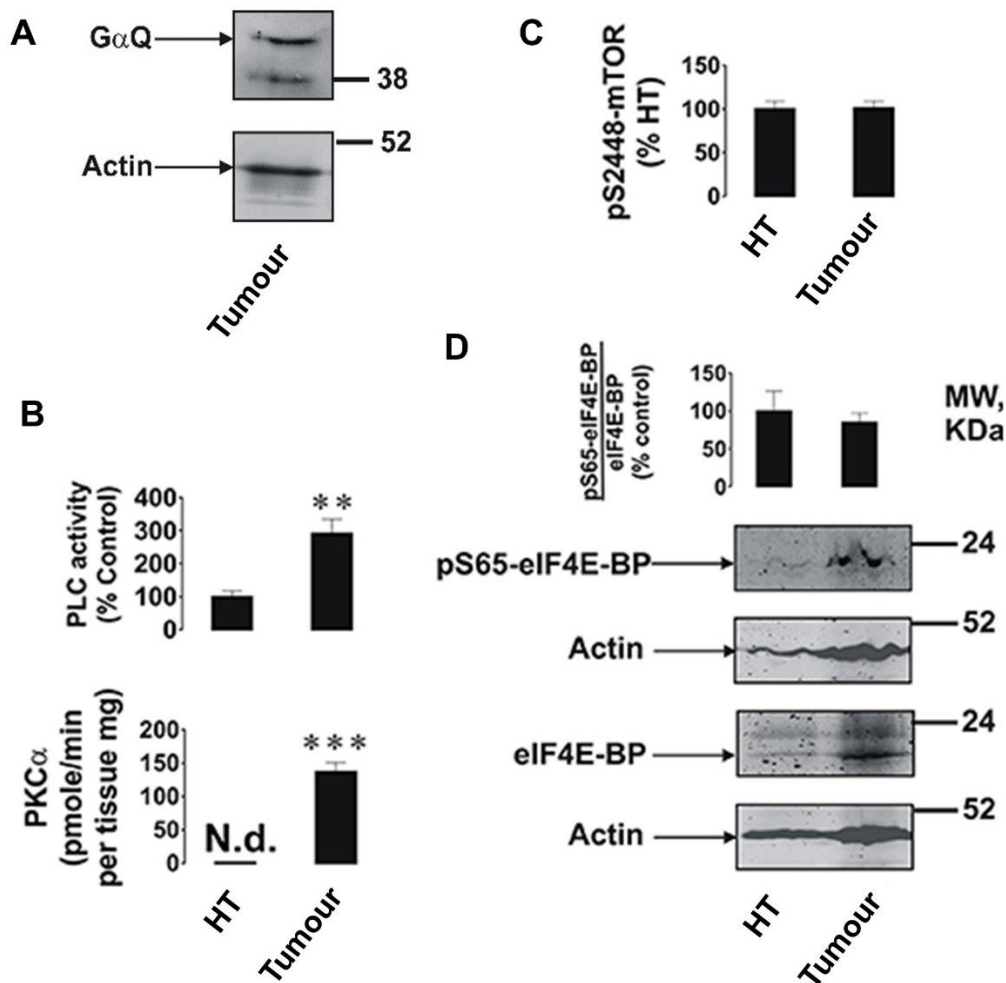 A
GαQ
38
52
Actin
Tumour
B
PLC activity
(% Control)
400
300
200
100
0
**
PKCα
(pmole/min
per tissue mg)
200
150
100
50
0
N.d.
***
HT
Tumour
C
pS2448-mTOR
(% HT)
150
100
50
0
HT
Tumour
D
pS65-eIF4E-BP
eIF4E-BP
(% control)
150
100
50
0
MW,
KDa
pS65-eIF4E-BP
24
Actin
52
eIF4E-BP
24
Actin
52
HT
Tumour